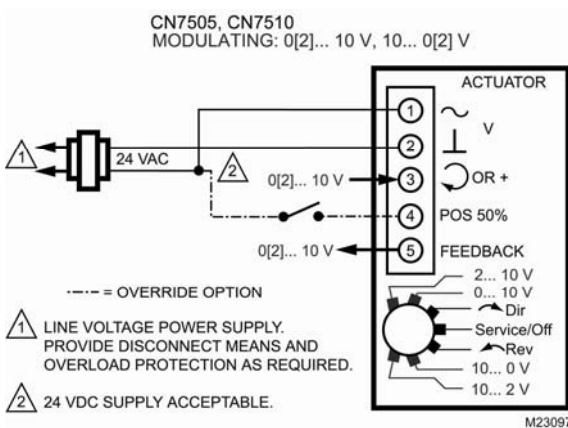 CN7505, CN7510
MODULATING: 0[2]... 10 V, 10... 0[2] V
ACTUATOR
1
V
2
1
24 VAC
2
0[2]... 10 V
3
OR +
4
POS 50%
0[2]... 10 V
5
FEEDBACK
2... 10 V
0... 10 V
Dir
Service/Off
Rev
10... 0 V
10... 2 V
= OVERRIDE OPTION
1 LINE VOLTAGE POWER SUPPLY.
PROVIDE DISCONNECT MEANS AND
OVERLOAD PROTECTION AS REQUIRED.
2 24 VDC SUPPLY ACCEPTABLE.
M23097